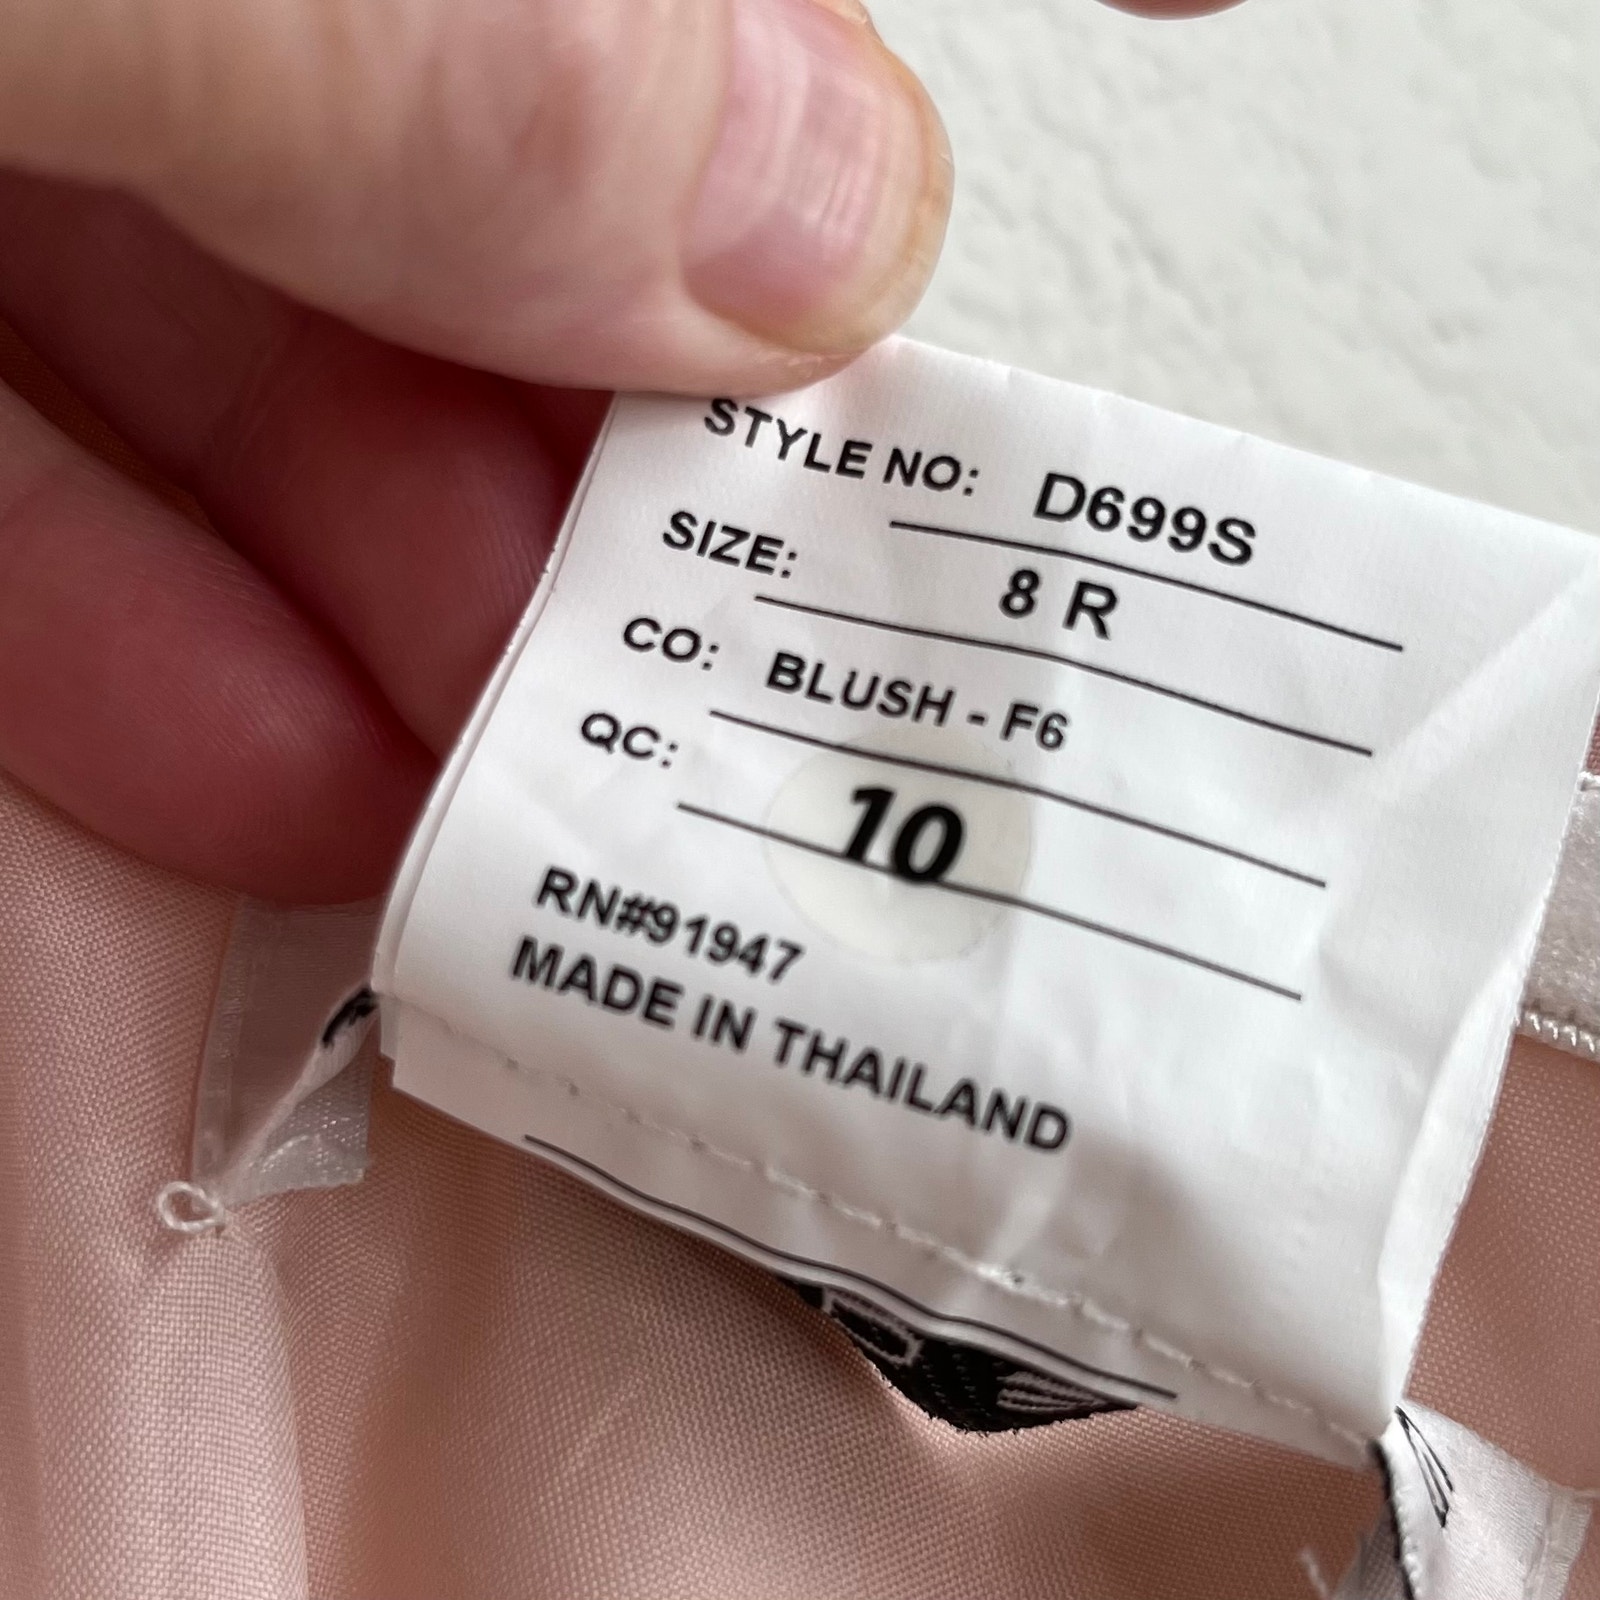 STYLE NO: D699S
SIZE: 8 R
CO: BLUSH - F6
QC: 10
RN#91947
MADE IN THAILAND